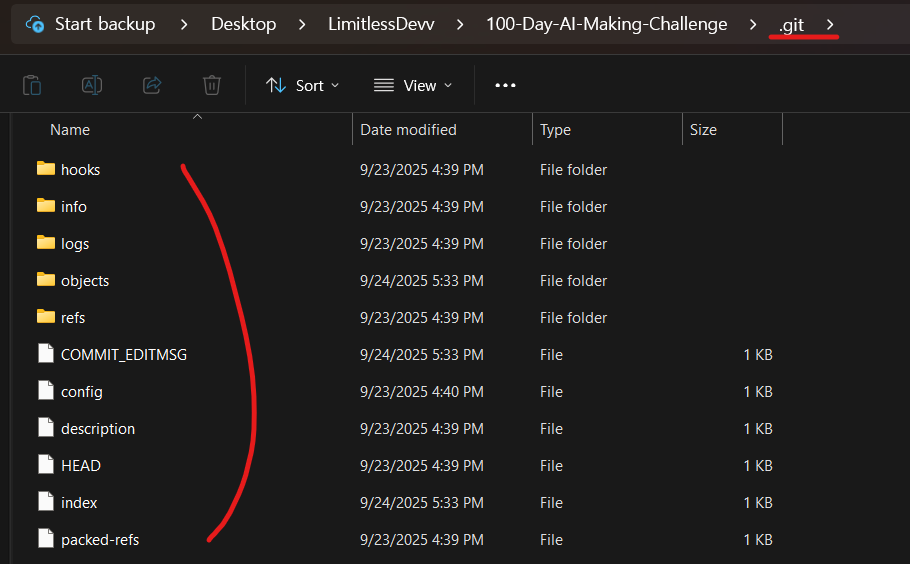 Start backup > Desktop > LimitlessDevv > 100-Day-AI-Making-Challenge > .git >
Sort View
Name Date modified Type Size
hooks 9/23/2025 4:39 PM File folder
info 9/23/2025 4:39 PM File folder
logs 9/23/2025 4:39 PM File folder
objects 9/24/2025 5:33 PM File folder
refs 9/23/2025 4:39 PM File folder
COMMIT_EDITMSG 9/24/2025 5:33 PM File 1 KB
config 9/23/2025 4:40 PM File 1 KB
description 9/23/2025 4:39 PM File 1 KB
HEAD 9/23/2025 4:39 PM File 1 KB
index 9/24/2025 5:33 PM File 1 KB
packed-refs 9/23/2025 4:39 PM File 1 KB